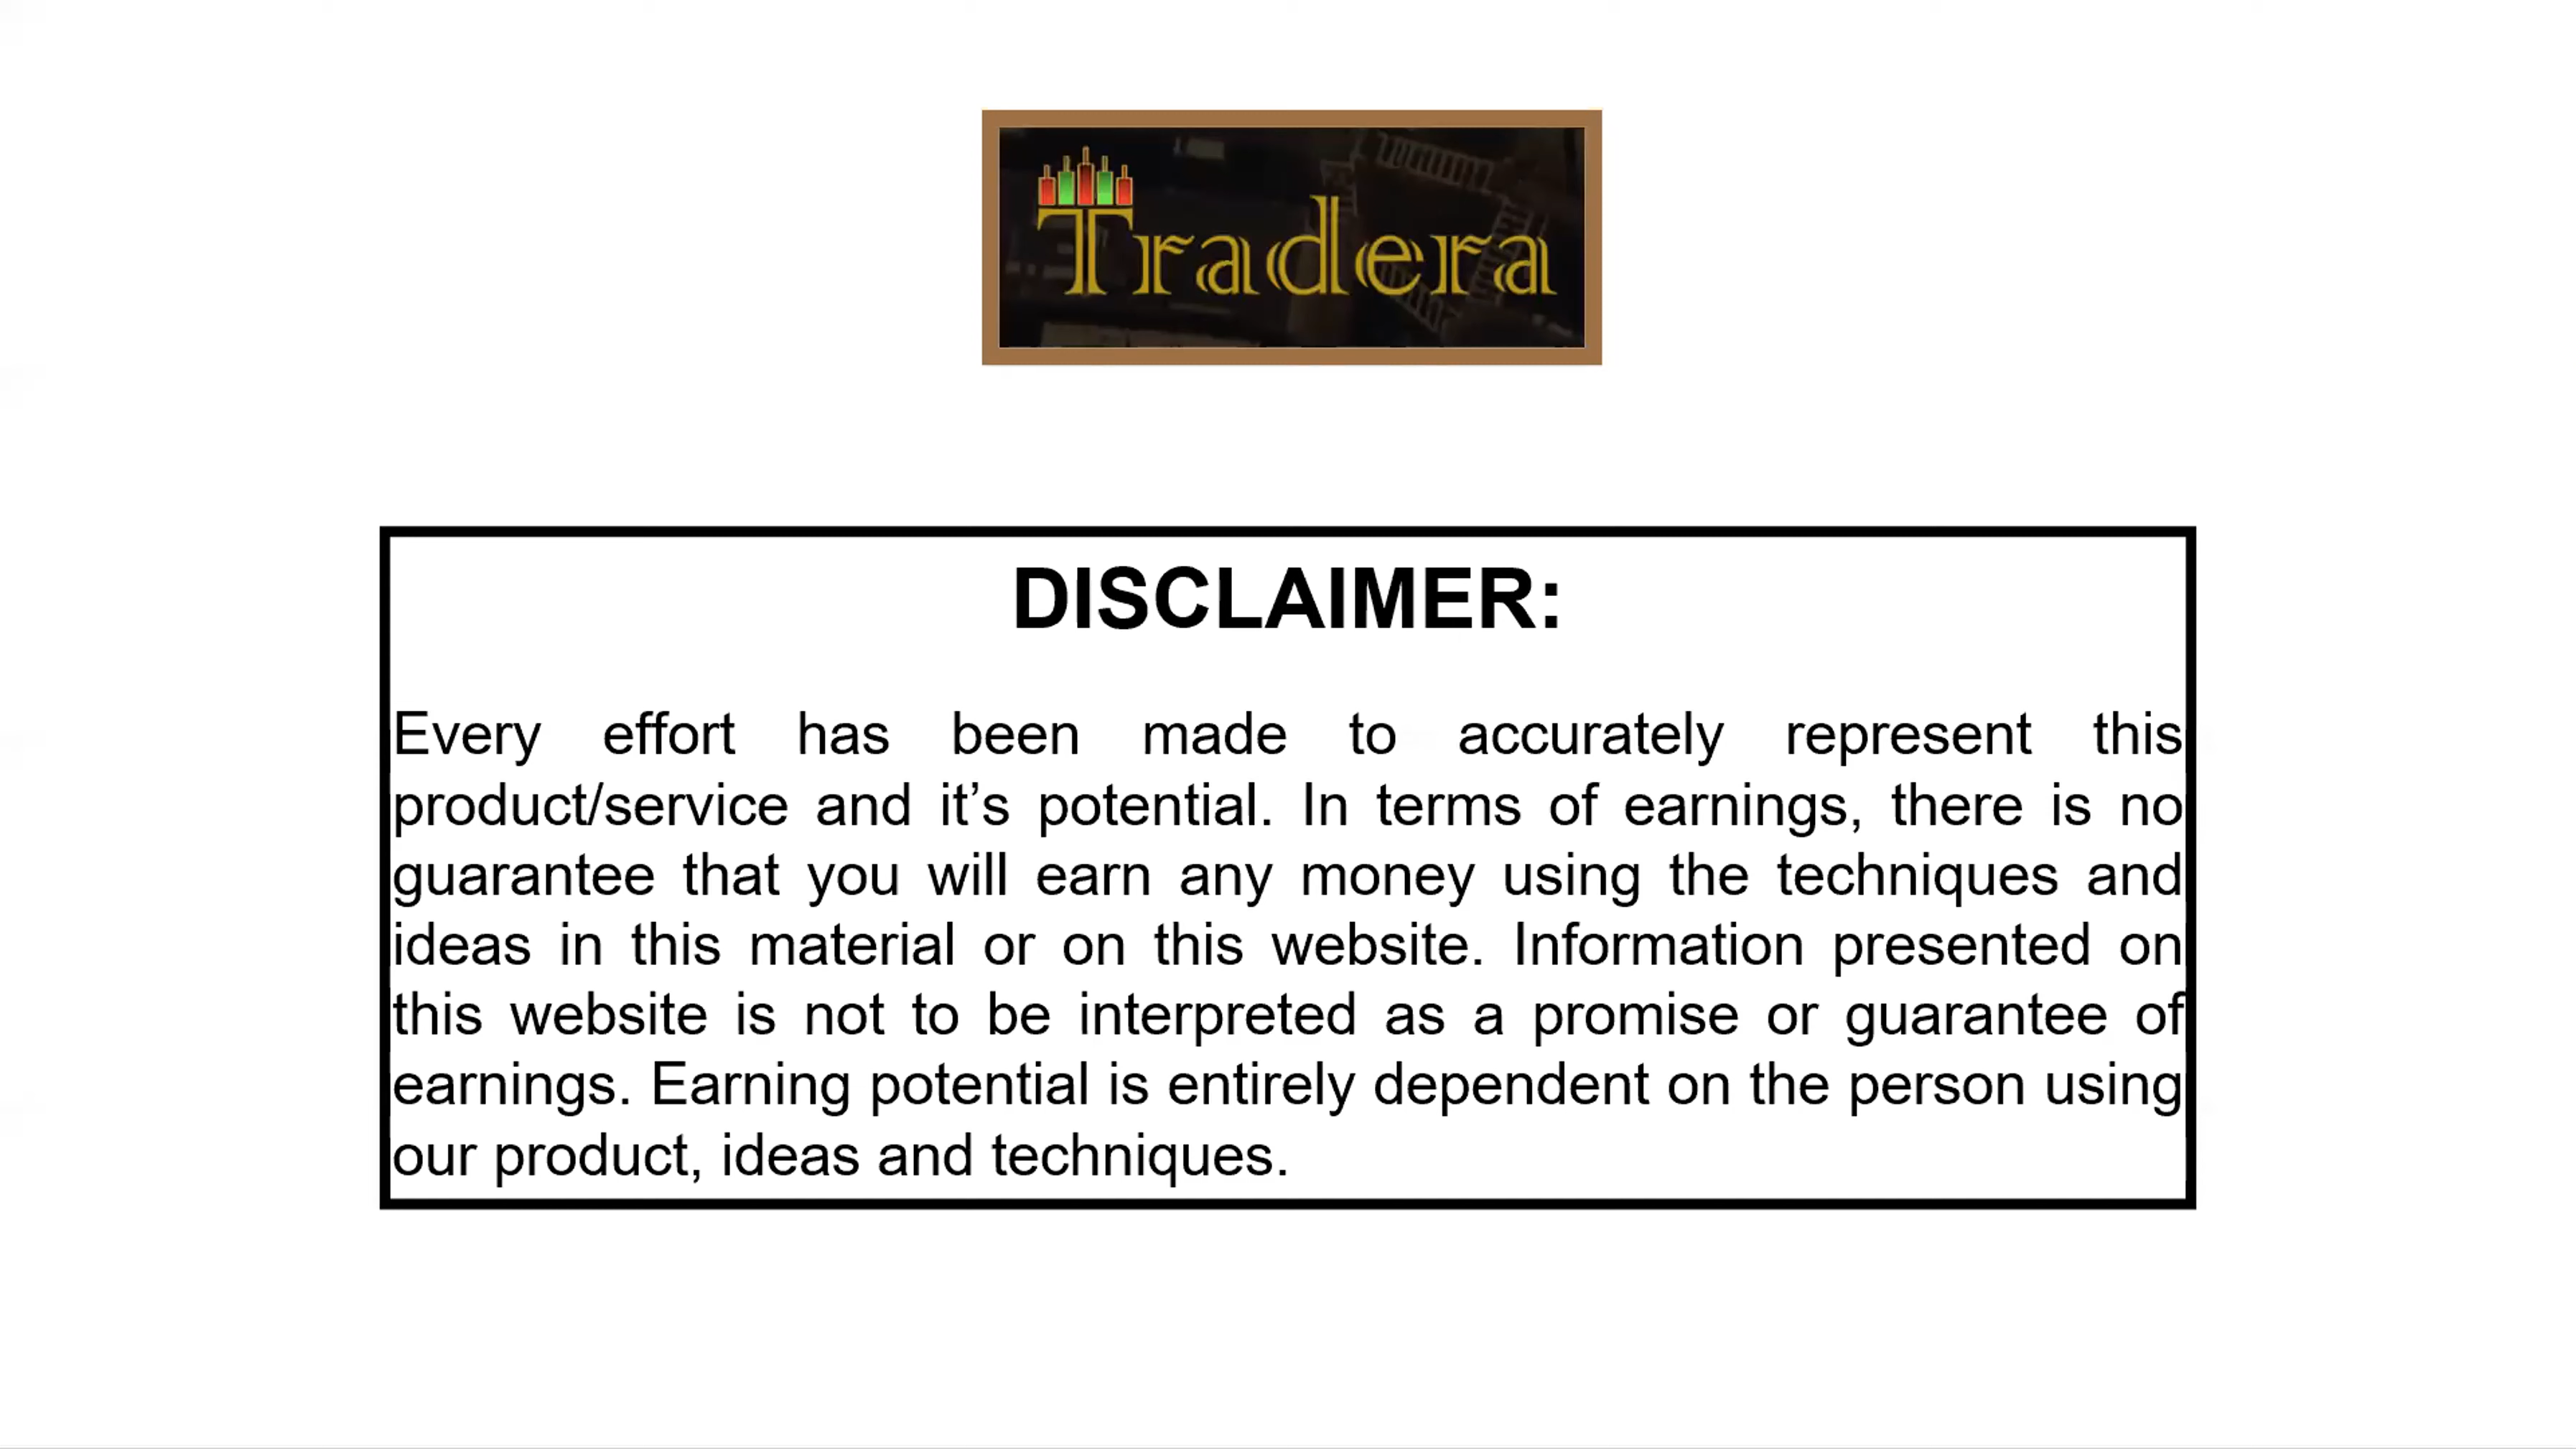 Tradera
DISCLAIMER:
Every effort has been made to accurately represent this
product/service and it’s potential. In terms of earnings, there is no
guarantee that you will earn any money using the techniques and
ideas in this material or on this website. Information presented on
this website is not to be interpreted as a promise or guarantee of
earnings. Earning potential is entirely dependent on the person using
our product, ideas and techniques.